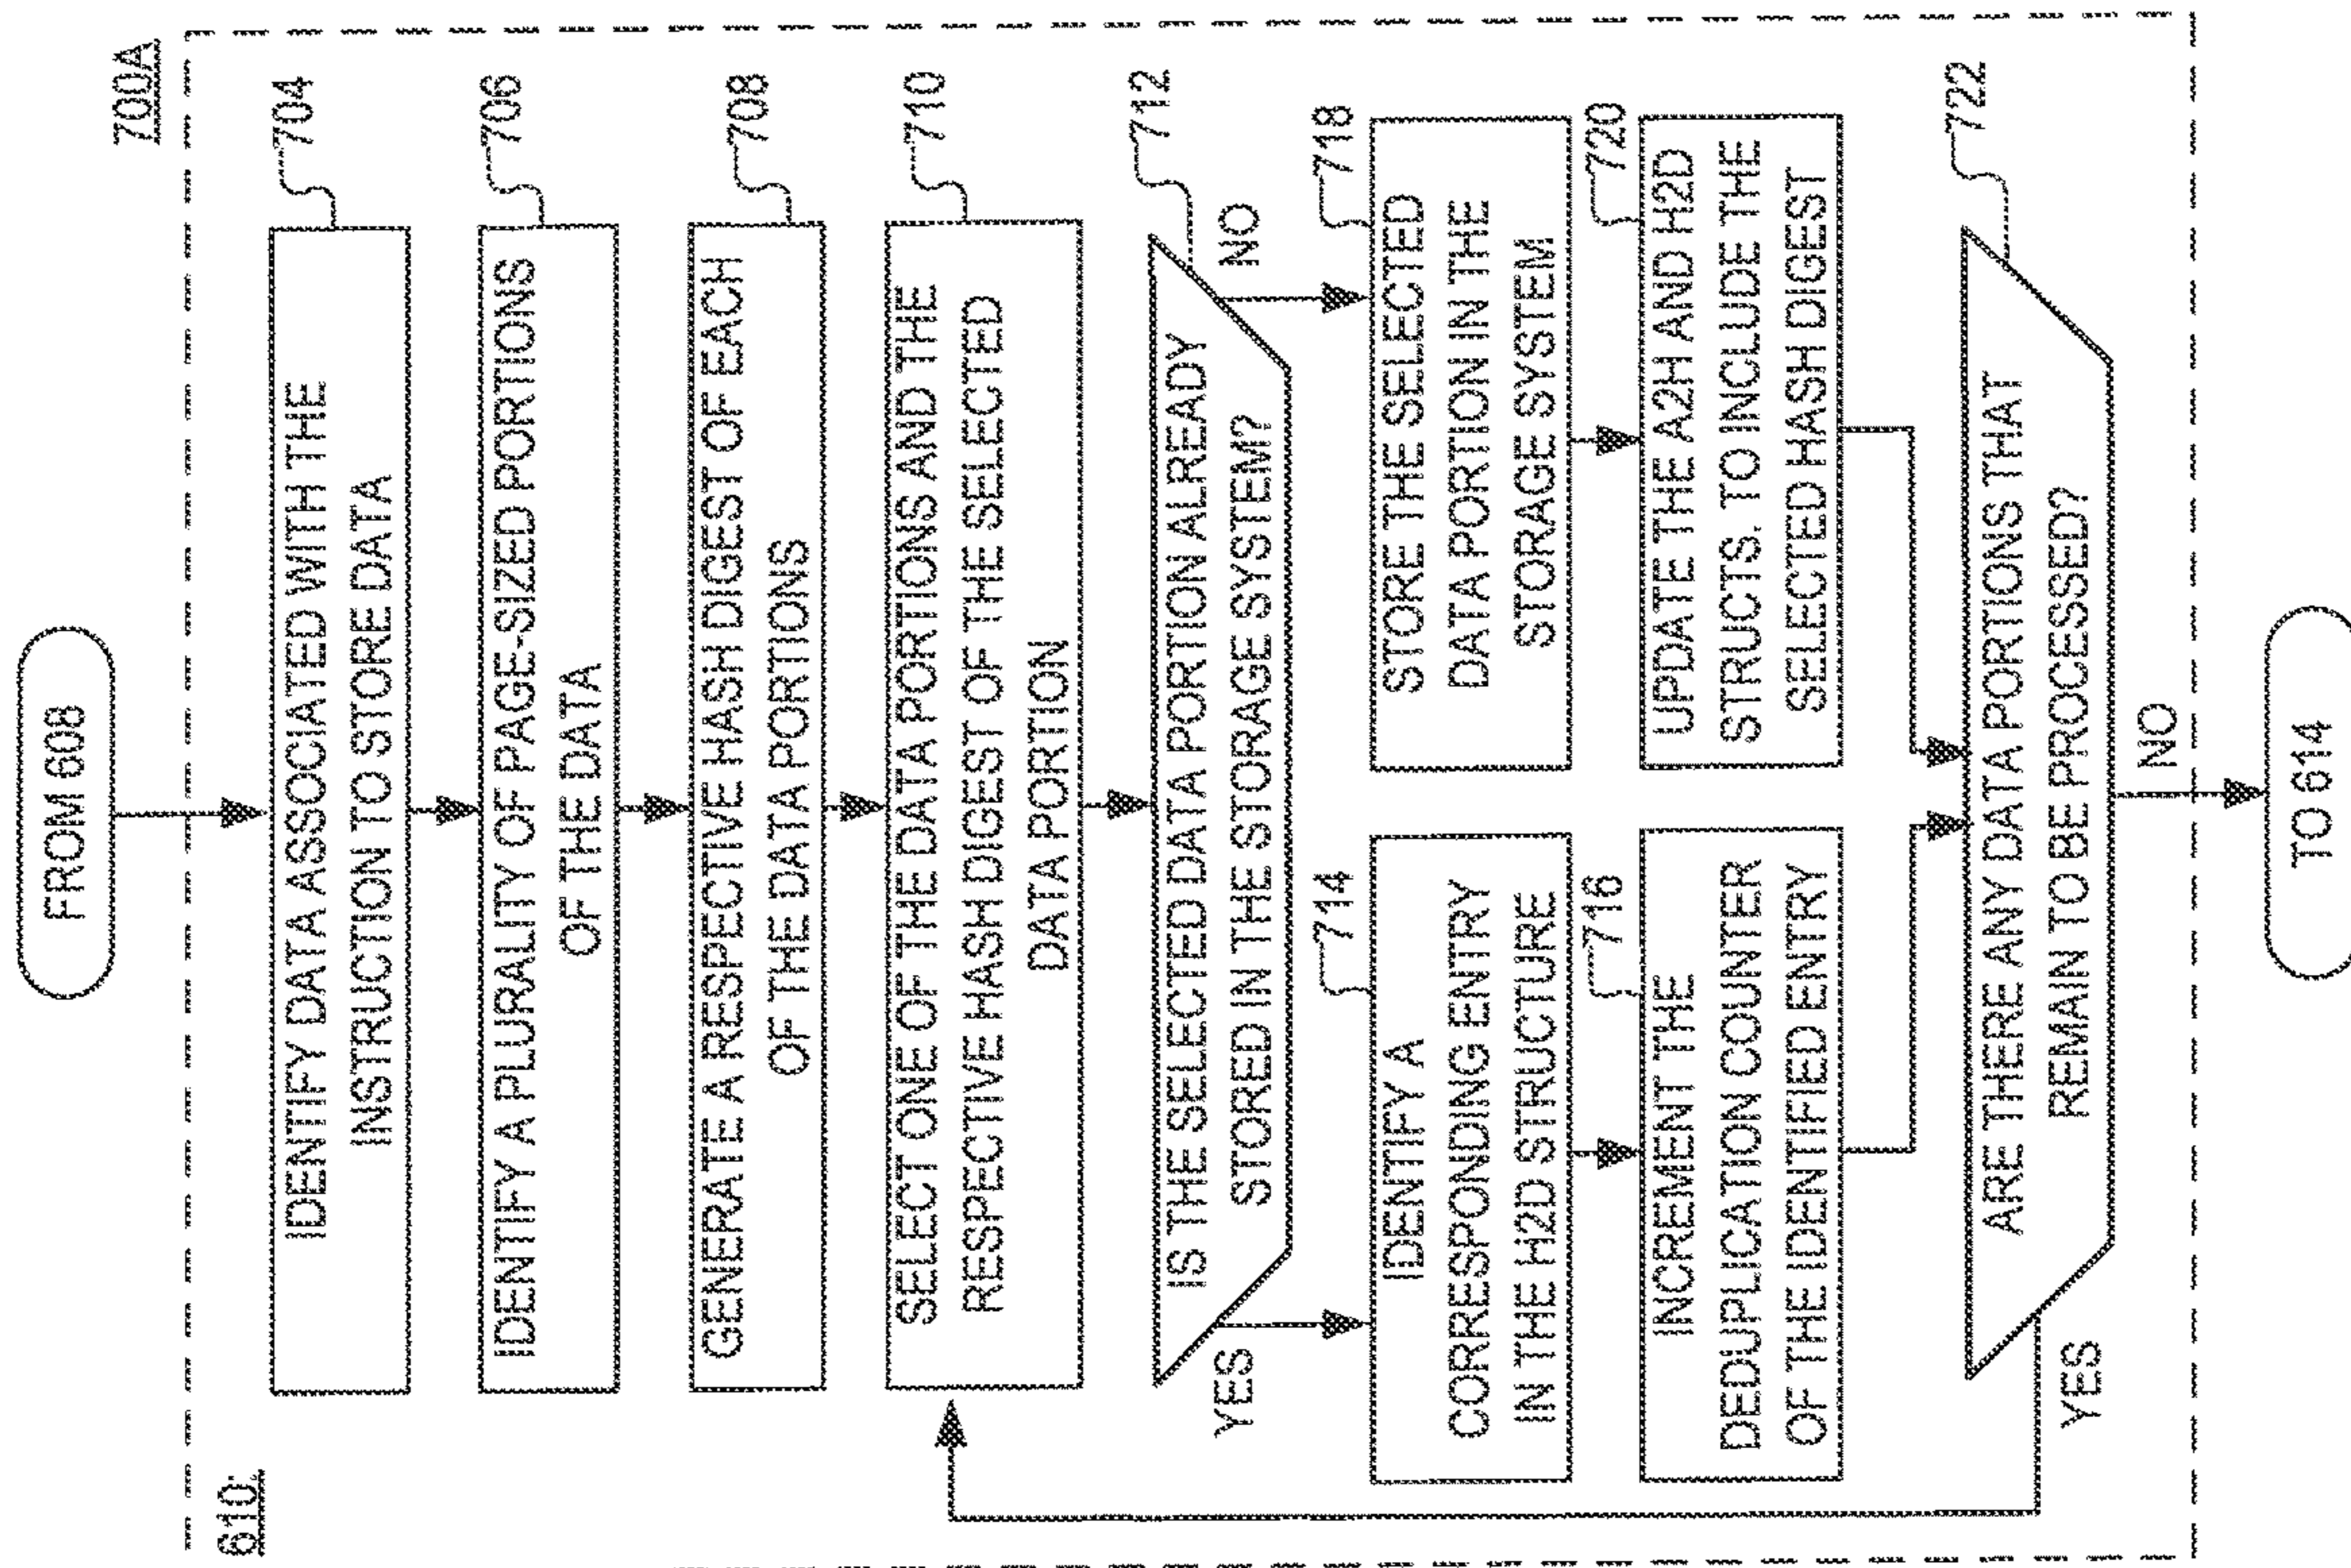 700A
FROM 608
610
704
IDENTIFY DATA ASSOCIATED WITH THE
INSTRUCTION TO STORE DATA
706
IDENTIFY A PLURALITY OF PAGE-SIZED PORTIONS
OF THE DATA
708
GENERATE A RESPECTIVE HASH DIGEST OF EACH
OF THE DATA PORTIONS
710
SELECT ONE OF THE DATA PORTIONS AND THE
RESPECTIVE HASH DIGEST OF THE SELECTED
DATA PORTION
712
IS THE SELECTED DATA PORTION ALREADY
STORED IN THE STORAGE SYSTEM?
YES
NO
714
IDENTIFY A
CORRESPONDING ENTRY
IN THE H2D STRUCTURE
716
INCREMENT THE
DEDUPLICATION COUNTER
OF THE IDENTIFIED ENTRY
718
STORE THE SELECTED
DATA PORTION IN THE
STORAGE SYSTEM
720
UPDATE THE A2H AND H2D
STRUCTS. TO INCLUDE THE
SELECTED HASH DIGEST
722
ARE THERE ANY DATA PORTIONS THAT
REMAIN TO BE PROCESSED?
YES
NO
TO 614